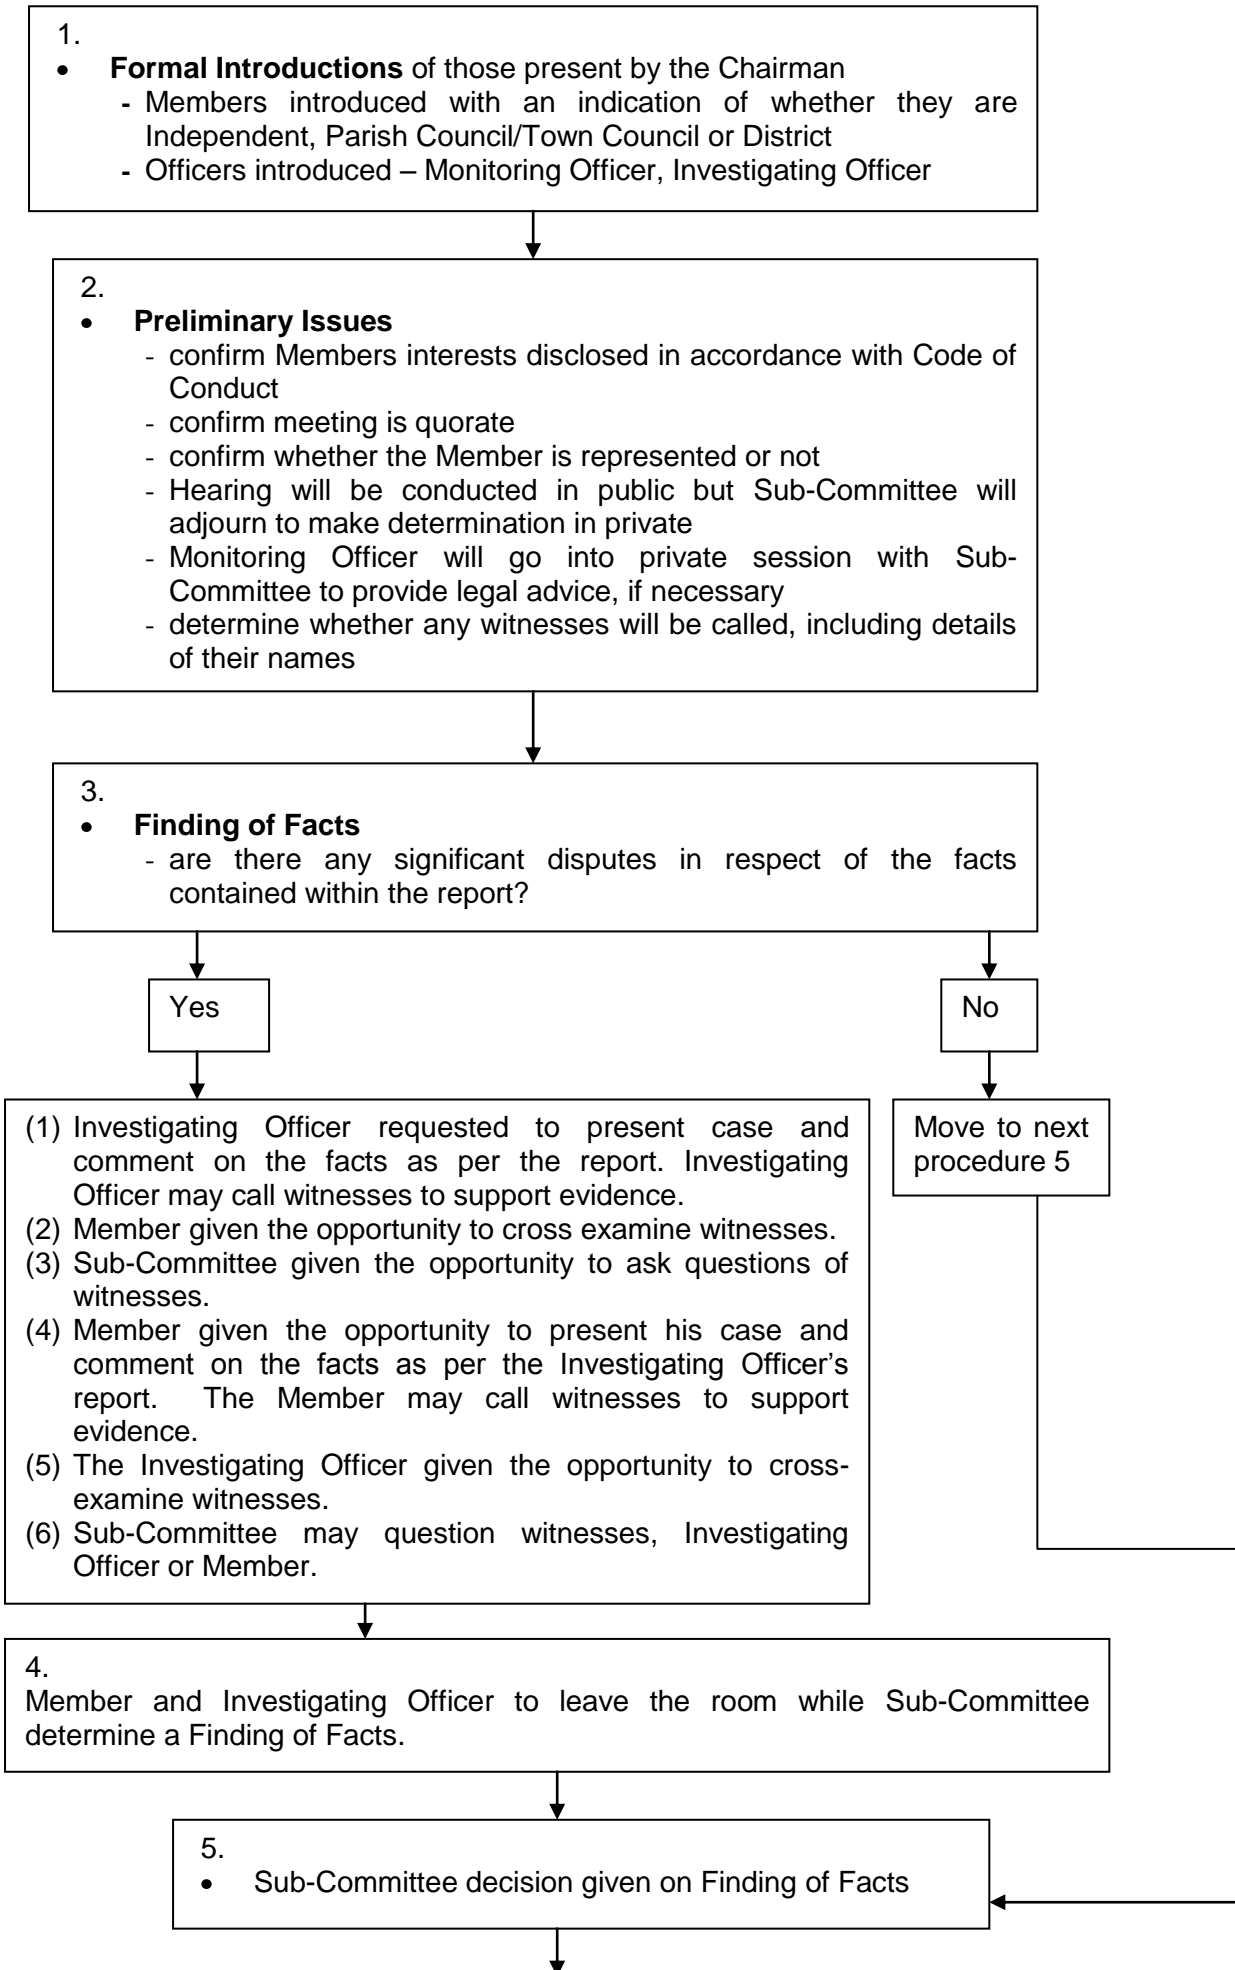 1.
• Formal Introductions of those present by the Chairman
- Members introduced with an indication of whether they are
Independent, Parish Council/Town Council or District
- Officers introduced – Monitoring Officer, Investigating Officer
2.
• Preliminary Issues
- confirm Members interests disclosed in accordance with Code of
Conduct
- confirm meeting is quorate
- confirm whether the Member is represented or not
- Hearing will be conducted in public but Sub-Committee will
adjourn to make determination in private
- Monitoring Officer will go into private session with Sub-
Committee to provide legal advice, if necessary
- determine whether any witnesses will be called, including details
of their names
3.
• Finding of Facts
- are there any significant disputes in respect of the facts
contained within the report?
Yes
No
(1) Investigating Officer requested to present case and
comment on the facts as per the report. Investigating
Officer may call witnesses to support evidence.
(2) Member given the opportunity to cross examine witnesses.
(3) Sub-Committee given the opportunity to ask questions of
witnesses.
(4) Member given the opportunity to present his case and
comment on the facts as per the Investigating Officer’s
report. The Member may call witnesses to support
evidence.
(5) The Investigating Officer given the opportunity to cross-
examine witnesses.
(6) Sub-Committee may question witnesses, Investigating
Officer or Member.
Move to next
procedure 5
4.
Member and Investigating Officer to leave the room while Sub-Committee
determine a Finding of Facts.
5.
• Sub-Committee decision given on Finding of Facts